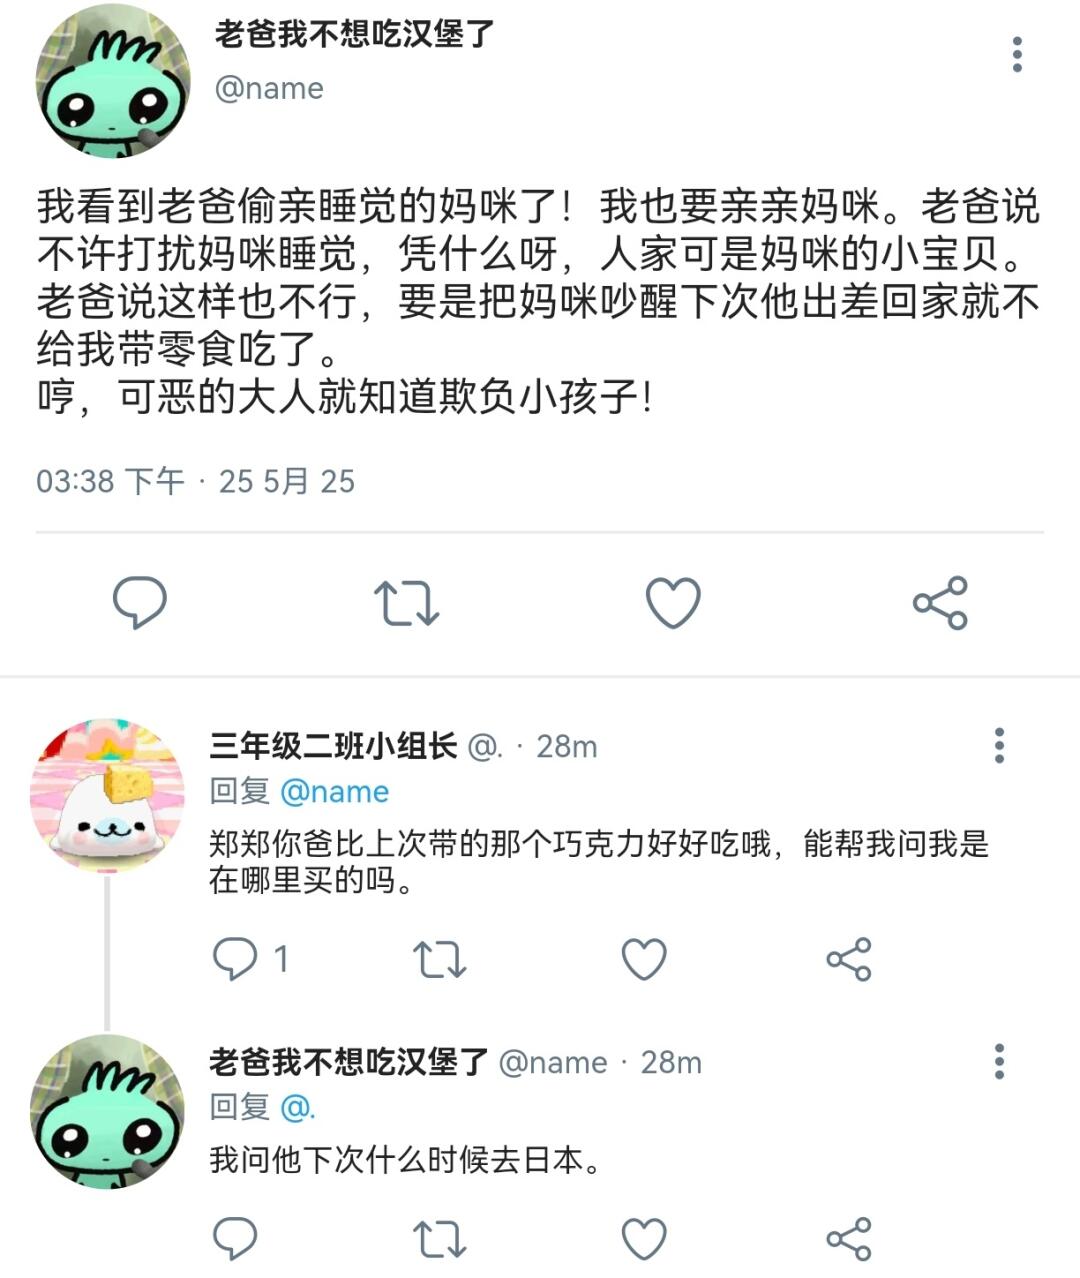 老爸我不想吃汉堡了
@name
我看到老爸偷亲睡觉的妈咪了！我也要亲亲妈咪。老爸说
不许打扰妈咪睡觉，凭什么呀，人家可是妈咪的小宝贝。
老爸说这样也不行，要是把妈咪吵醒下次他出差回家就不
给我带零食吃了。
哼，可恶的大人就知道欺负小孩子！
03:38 下午 · 25 5月 25
三年级二班小组长 @. · 28m
回复 @name
郑郑你爸比上次带的那个巧克力好好吃哦，能帮我问我是
在哪里买的吗。
1
老爸我不想吃汉堡了 @name · 28m
回复 @.
我问他下次什么时候去日本。